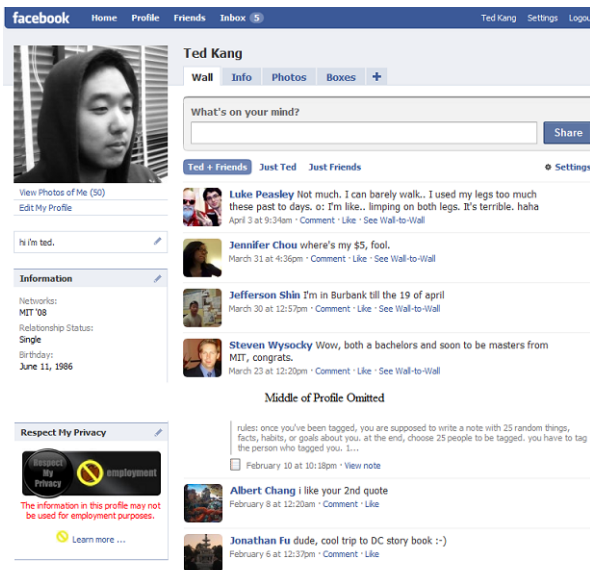 facebook Home Profile Friends Inbox 5 Ted Kang Settings Logou
Ted Kang
Wall Info Photos Boxes +
What's on your mind?
Share
Ted + Friends Just Ted Just Friends Settings
View Photos of Me (50)
Edit My Profile
hi i'm ted.
Information
Networks:
MIT '08
Relationship Status:
Single
Birthday:
June 11, 1986
Luke Peasley Not much. I can barely walk.. I used my legs too much
these past to days. o: I'm like.. limping on both legs. It's terrible. haha
April 3 at 9:34am · Comment · Like · See Wall-to-Wall
Jennifer Chou where's my $5, fool.
March 31 at 4:36pm · Comment · Like · See Wall-to-Wall
Jefferson Shin I'm in Burbank till the 19 of april
March 30 at 12:57pm · Comment · Like · See Wall-to-Wall
Steven Wysocky Wow, both a bachelors and soon to be masters from
MIT, congrats.
March 23 at 12:20pm · Comment · Like · See Wall-to-Wall
Middle of Profile Omitted
Respect My Privacy
Respect
My
Privacy
employment
The information in this profile may not
be used for employment purposes.
Learn more ...
rules: once you've been tagged, you are supposed to write a note with 25 random things,
facts, habits, or goals about you. at the end, choose 25 people to be tagged. you have to tag
the person who tagged you. 1...
February 10 at 10:18pm · View note
Albert Chang i like your 2nd quote
February 8 at 12:20am · Comment · Like
Jonathan Fu dude, cool trip to DC story book :-)
February 6 at 12:37pm · Comment · Like